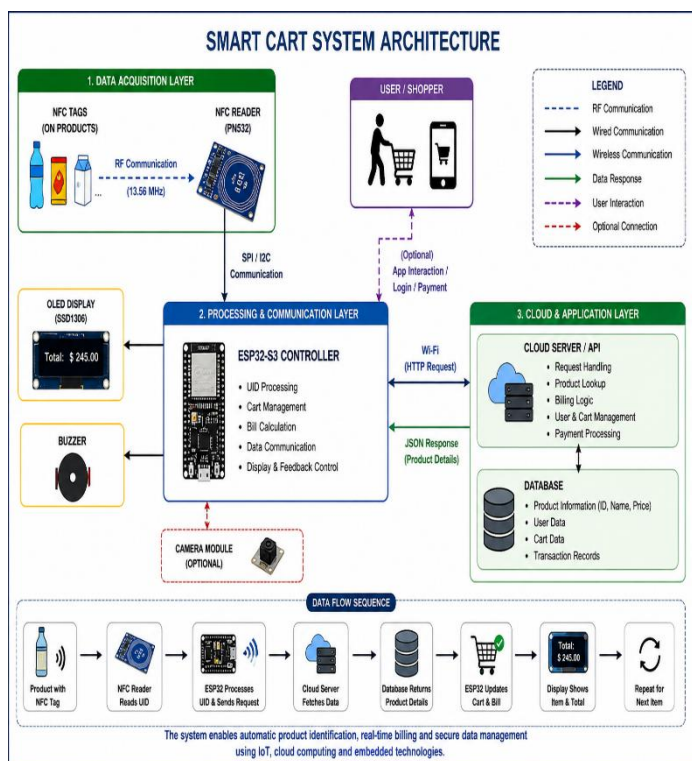 SMART CART SYSTEM ARCHITECTURE
1. DATA ACQUISITION LAYER
NFC TAGS
(ON PRODUCTS)
NFC READER
(PN532)
RF Communication
(13.56 MHz)
...
USER / SHOPPER
LEGEND
RF Communication
Wired Communication
Wireless Communication
Data Response
User Interaction
Optional Connection
SPI / I2C
Communication
(Optional)
App Interaction /
Login / Payment
OLED DISPLAY
(SSD1306)
Total: $ 245.00
BUZZER
2. PROCESSING & COMMUNICATION LAYER
ESP32-S3 CONTROLLER
• UID Processing
• Cart Management
• Bill Calculation
• Data Communication
• Display & Feedback Control
CAMERA MODULE
(OPTIONAL)
Wi-Fi
(HTTP Request)
JSON Response
(Product Details)
3. CLOUD & APPLICATION LAYER
CLOUD SERVER / API
• Request Handling
• Product Lookup
• Billing Logic
• User & Cart Management
• Payment Processing
DATABASE
• Product Information (ID, Name, Price)
• User Data
• Cart Data
• Transaction Records
DATA FLOW SEQUENCE
Product with
NFC Tag
NFC Reader
Reads UID
ESP32 Processes
UID & Sends Request
Cloud Server
Fetches Data
Database Returns
Product Details
ESP32 Updates
Cart & Bill
Total:
$ 245.00
Display Shows
Item & Total
Repeat for
Next Item
The system enables automatic product identification, real-time billing and secure data management
using IoT, cloud computing and embedded technologies.